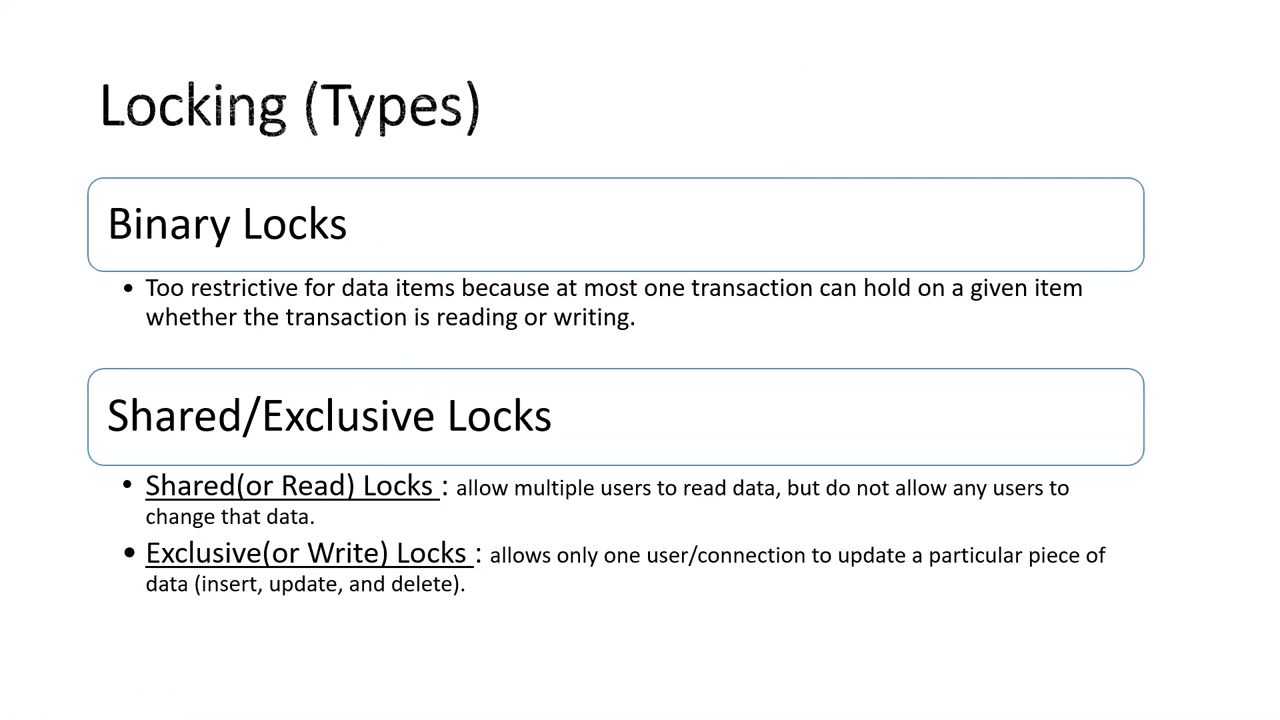 Locking (Types)
Binary Locks
• Too restrictive for data items because at most one transaction can hold on a given item
whether the transaction is reading or writing.
Shared/Exclusive Locks
• Shared(or Read) Locks : allow multiple users to read data, but do not allow any users to
change that data.
• Exclusive(or Write) Locks : allows only one user/connection to update a particular piece of
data (insert, update, and delete).